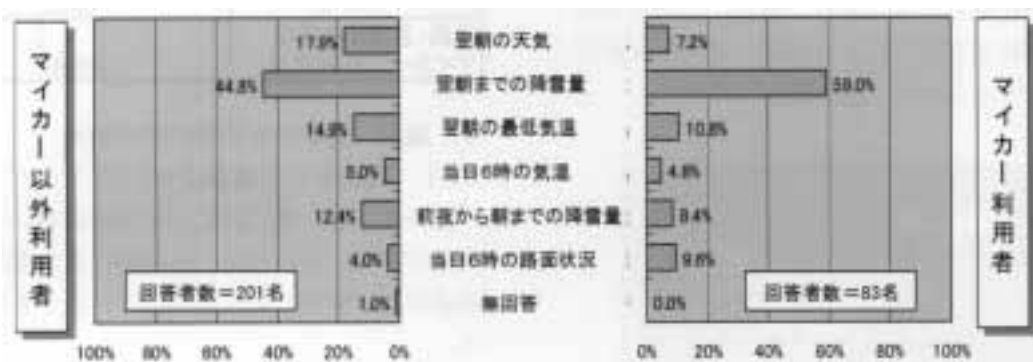 マイカー以外利用者
17.9%
翌朝の天気
7.2%
44.8%
翌朝までの降雪量
59.0%
14.9%
翌朝の最低気温
10.8%
当日6時の気温
4.8%
12.4%
前夜から朝までの降雪量
8.4%
4.0%
当日6時の路面状況
9.6%
1.0%
無回答
0.0%
回答者数=201名
回答者数=83名
マイカー利用者
100% 80% 60% 40% 20% 0%
0% 20% 40% 60% 80% 100%